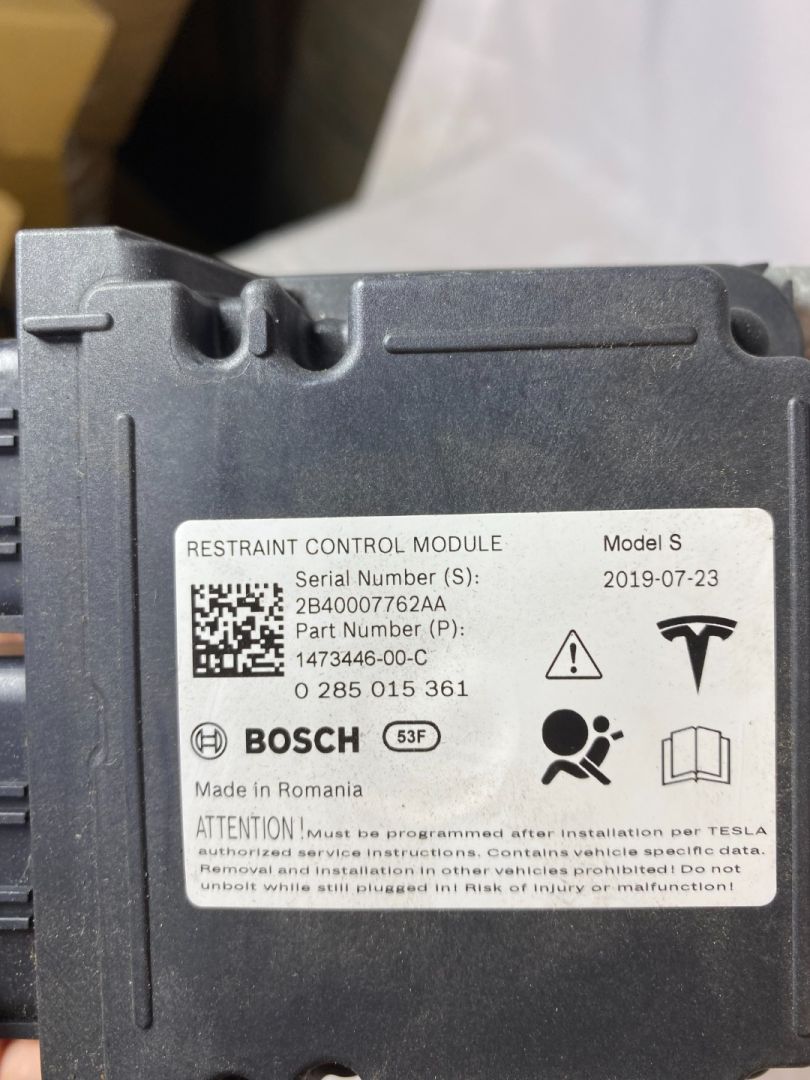 RESTRAINT CONTROL MODULE Model S
Serial Number (S): 2019-07-23
2B40007762AA
Part Number (P):
1473446-00-C
0 285 015 361
BOSCH 53F
Made in Romania
ATTENTION! Must be programmed after installation per TESLA
authorized service instructions. Contains vehicle specific data.
Removal and installation in other vehicles prohibited! Do not
unbolt while still plugged in! Risk of injury or malfunction!